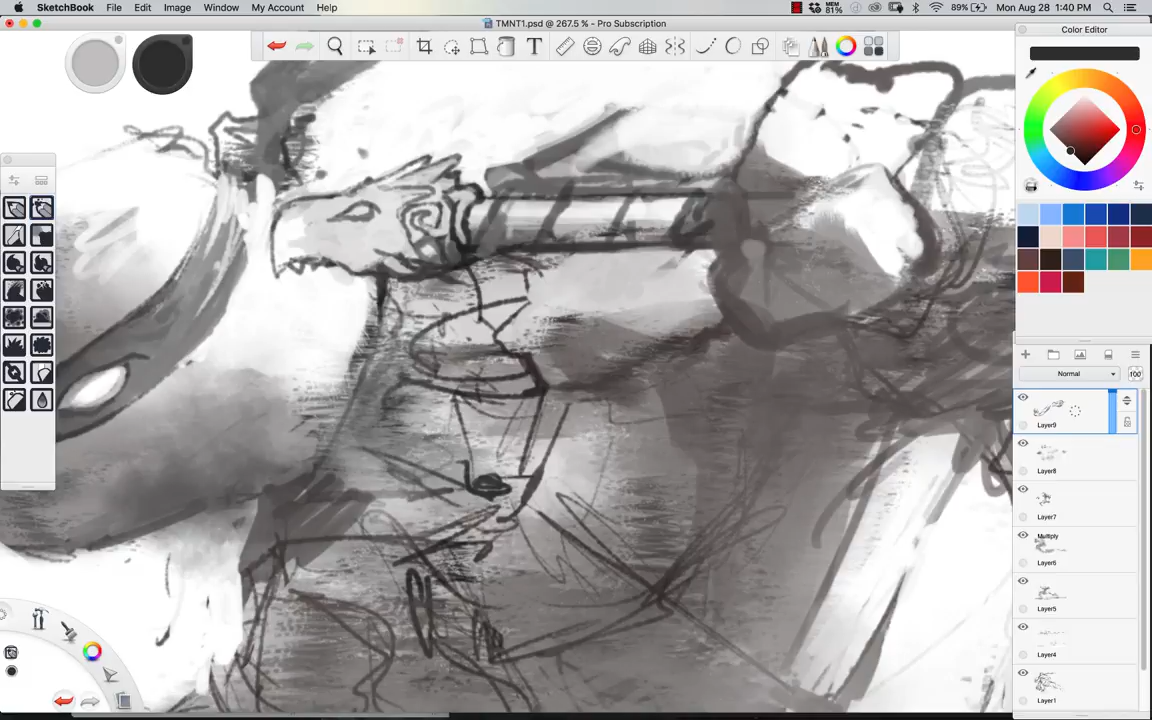 SketchBook File Edit Image Window My Account Help
MEM 81% 89% Mon Aug 28 1:40 PM
TMNT1.psd @ 267.5 % - Pro Subscription
T
Color Editor
Normal 100
Layer9
Layer8
Layer7
Multiply
Layer6
Layer5
Layer4
Layer1